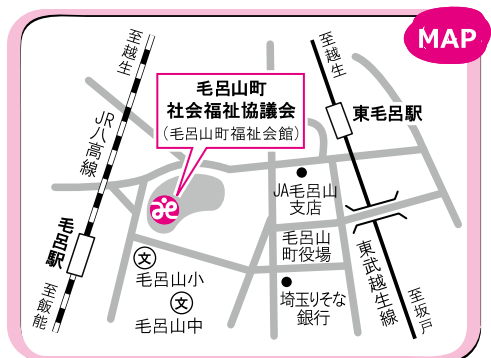 MAP
至越生
毛呂山町
社会福祉協議会
（毛呂山町福祉会館）
至越生
東毛呂駅
JR八高線
JA毛呂山
支店
毛呂駅
毛呂山
町役場
文
毛呂山小
文
毛呂山中
埼玉りそな
銀行
東武越生線
至飯能
至坂戸